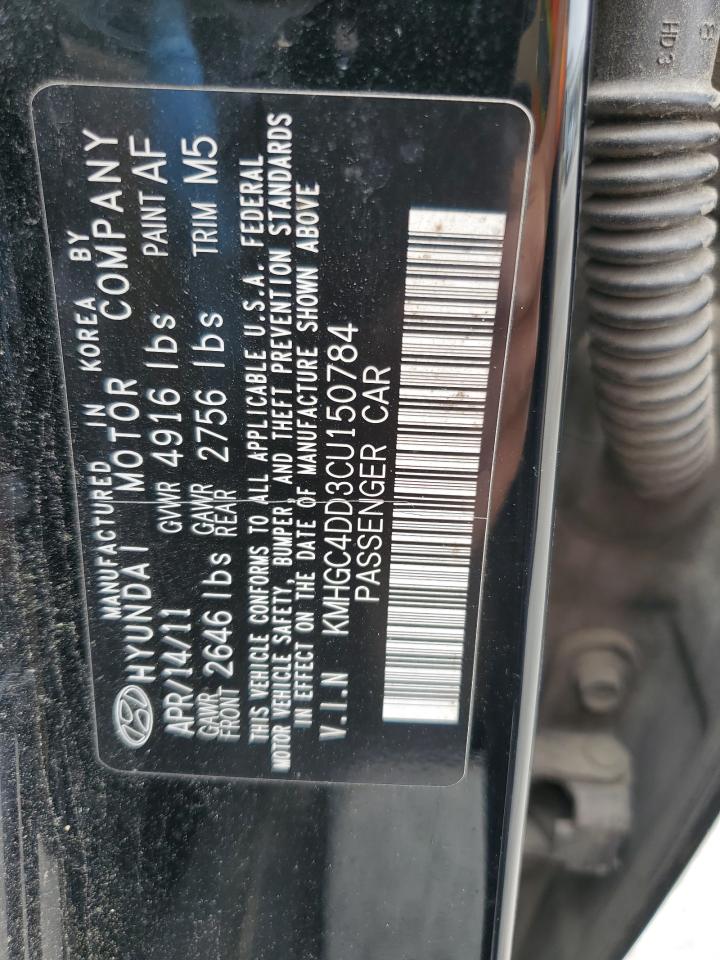 MANUFACTURED IN KOREA BY
HYUNDAI MOTOR COMPANY
APR/14/11 GVWR 4916 lbs PAINT AF
GAWR FRONT 2646 lbs GAWR REAR 2756 lbs TRIM M5
THIS VEHICLE CONFORMS TO ALL APPLICABLE U.S.A. FEDERAL
MOTOR VEHICLE SAFETY, BUMPER, AND THEFT PREVENTION STANDARDS
IN EFFECT ON THE DATE OF MANUFACTURE SHOWN ABOVE
V.I.N KMHGC4DD3CU150784
PASSENGER CAR
HD3